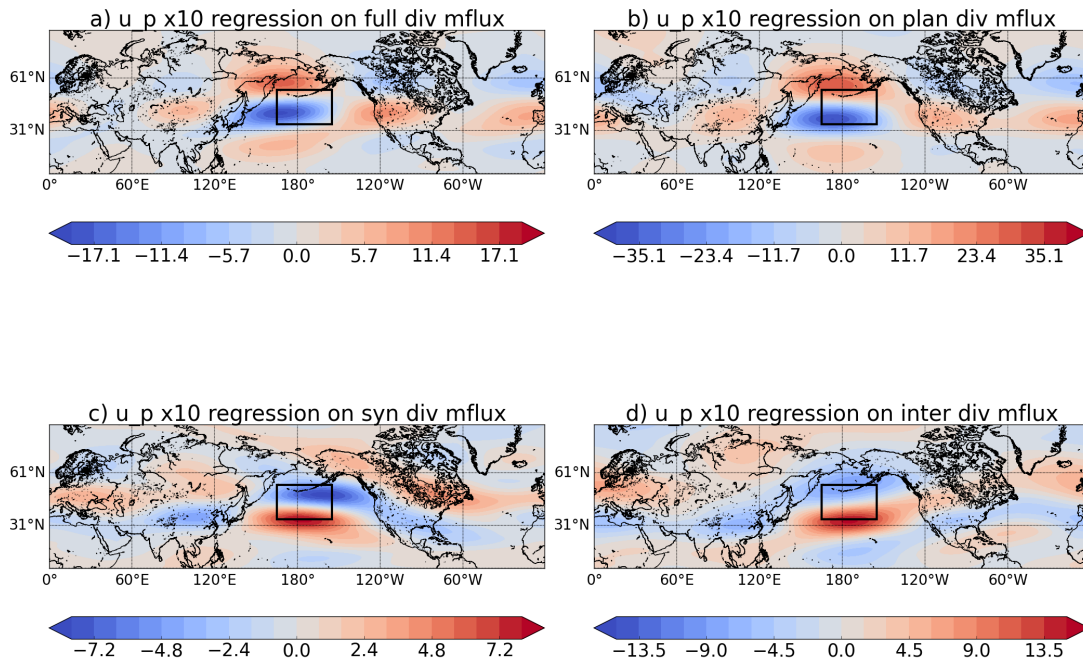 a) u_p x10 regression on full div mflux
b) u_p x10 regression on plan div mflux
61°N
31°N
0° 60°E 120°E 180° 120°W 60°W
61°N
31°N
0° 60°E 120°E 180° 120°W 60°W
−17.1 −11.4 −5.7 0.0 5.7 11.4 17.1
−35.1 −23.4 −11.7 0.0 11.7 23.4 35.1
c) u_p x10 regression on syn div mflux
d) u_p x10 regression on inter div mflux
61°N
31°N
0° 60°E 120°E 180° 120°W 60°W
61°N
31°N
0° 60°E 120°E 180° 120°W 60°W
−7.2 −4.8 −2.4 0.0 2.4 4.8 7.2
−13.5 −9.0 −4.5 0.0 4.5 9.0 13.5